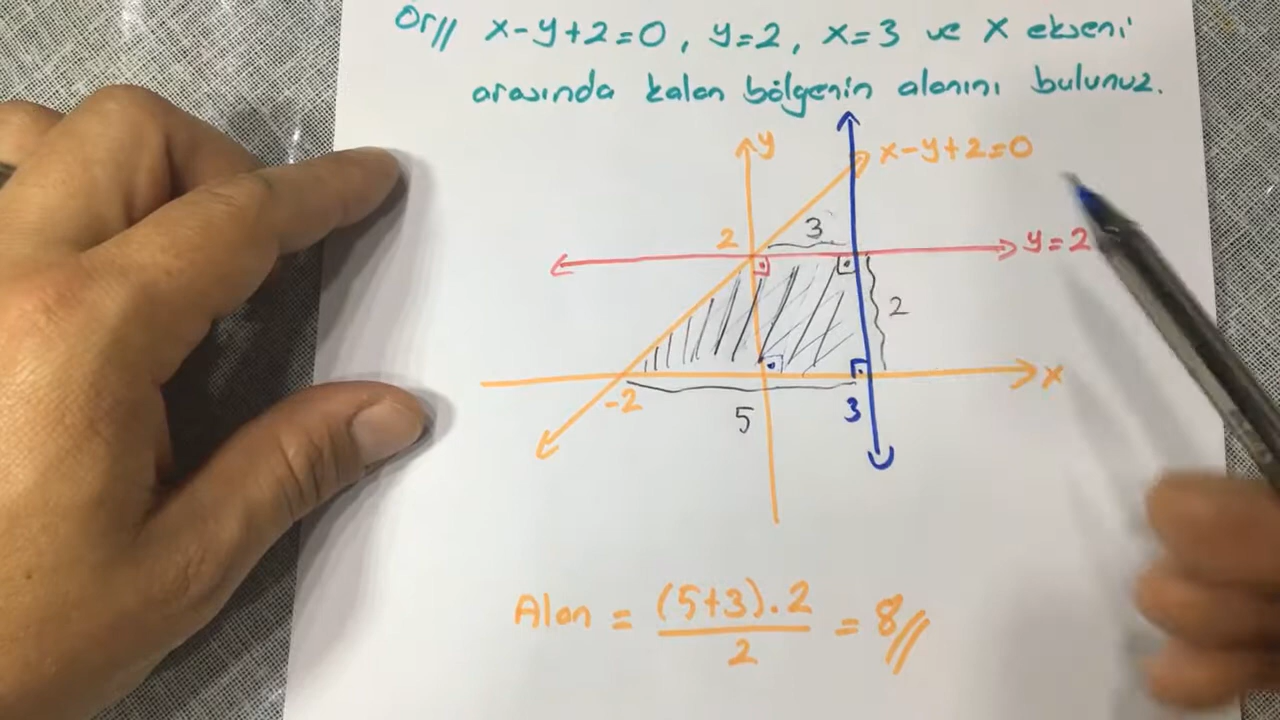 Ör// x-y+2=0, y=2, x=3 ve x ekseni
arasında kalan bölgenin alanını bulunuz.
y
x-y+2=0
2
3
y=2
2
x
-2
5
3
Alan = (5+3).2 / 2 = 8//